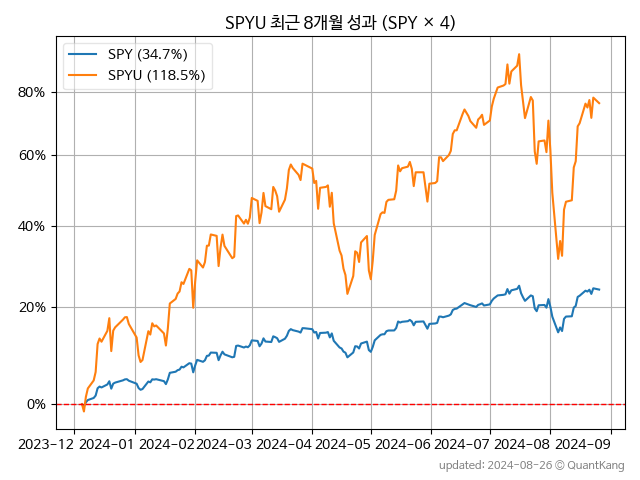 SPYU 최근 8개월 성과 (SPY × 4)
SPY (34.7%)
SPYU (118.5%)
80%
60%
40%
20%
0%
2023-12 2024-01 2024-02 2024-03 2024-04 2024-05 2024-06 2024-07 2024-08 2024-09
updated: 2024-08-26 © QuantKang